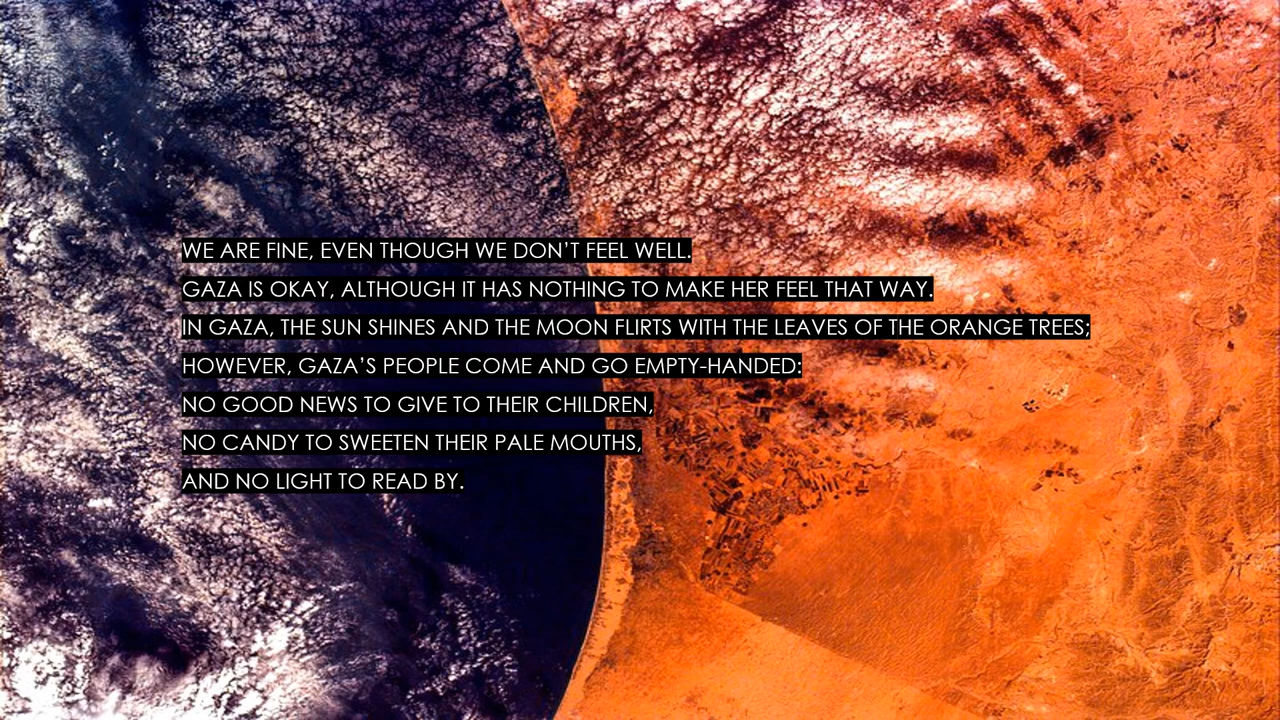 WE ARE FINE, EVEN THOUGH WE DON’T FEEL WELL.
GAZA IS OKAY, ALTHOUGH IT HAS NOTHING TO MAKE HER FEEL THAT WAY.
IN GAZA, THE SUN SHINES AND THE MOON FLIRTS WITH THE LEAVES OF THE ORANGE TREES;
HOWEVER, GAZA’S PEOPLE COME AND GO EMPTY-HANDED:
NO GOOD NEWS TO GIVE TO THEIR CHILDREN,
NO CANDY TO SWEETEN THEIR PALE MOUTHS,
AND NO LIGHT TO READ BY.